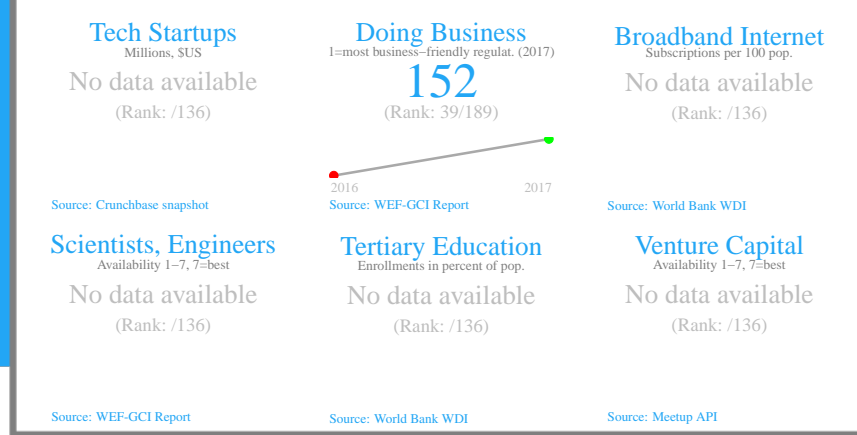 Tech Startups
Millions, $US
No data available
(Rank: /136)
Source: Crunchbase snapshot
Doing Business
1=most business−friendly regulat. (2017)
152
(Rank: 39/189)
2016 2017
Source: WEF-GCI Report
Broadband Internet
Subscriptions per 100 pop.
No data available
(Rank: /136)
Source: World Bank WDI
Scientists, Engineers
Availability 1−7, 7=best
No data available
(Rank: /136)
Source: WEF-GCI Report
Tertiary Education
Enrollments in percent of pop.
No data available
(Rank: /136)
Source: World Bank WDI
Venture Capital
Availability 1−7, 7=best
No data available
(Rank: /136)
Source: Meetup API